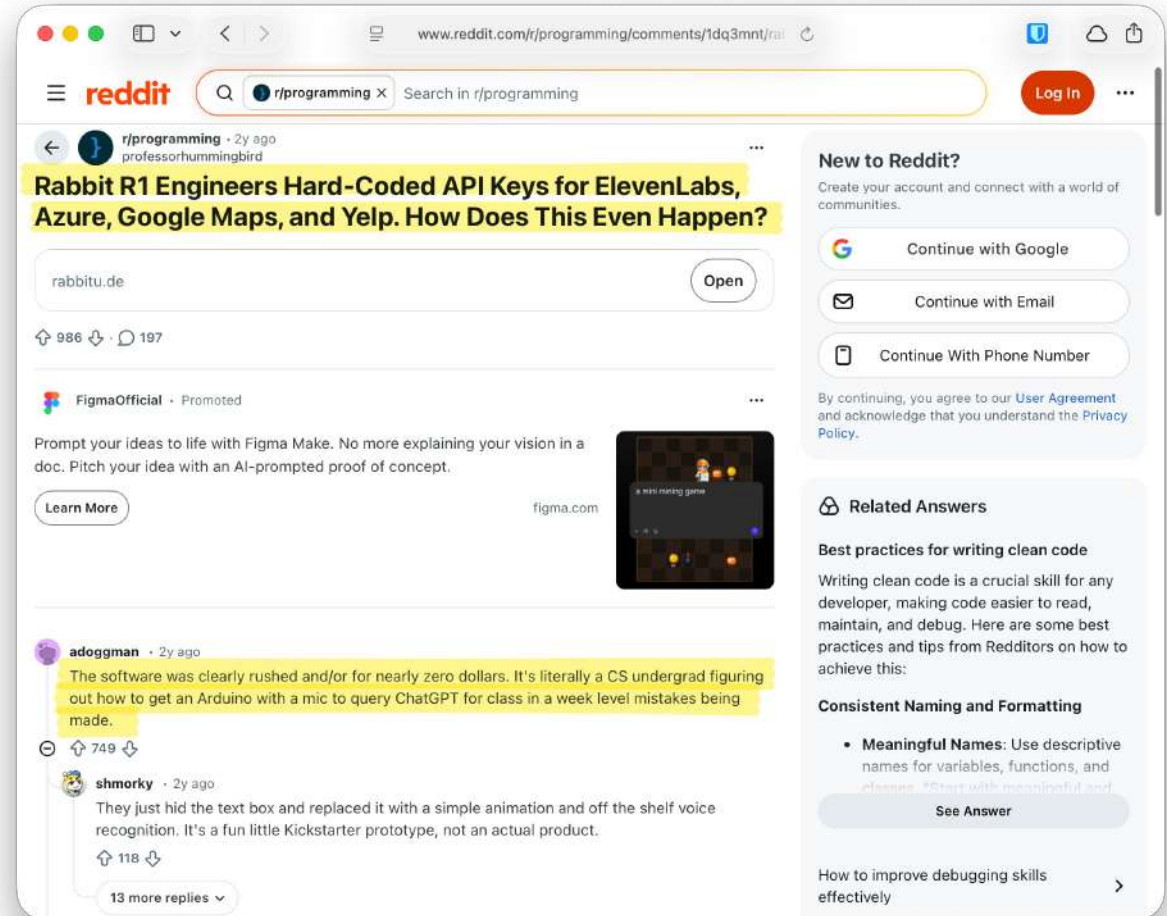 www.reddit.com/r/programming/comments/1dq3mnt/ra
reddit
r/programming ×
Search in r/programming
Log In
r/programming • 2y ago
professorhummingbird
Rabbit R1 Engineers Hard-Coded API Keys for ElevenLabs,
Azure, Google Maps, and Yelp. How Does This Even Happen?
rabbitu.de
Open
986 · 197
FigmaOfficial • Promoted
Prompt your ideas to life with Figma Make. No more explaining your vision in a
doc. Pitch your idea with an AI-prompted proof of concept.
Learn More
figma.com
a mini mining game
adoggman • 2y ago
The software was clearly rushed and/or for nearly zero dollars. It's literally a CS undergrad figuring
out how to get an Arduino with a mic to query ChatGPT for class in a week level mistakes being
made.
749
shmorky • 2y ago
They just hid the text box and replaced it with a simple animation and off the shelf voice
recognition. It's a fun little Kickstarter prototype, not an actual product.
118
13 more replies
New to Reddit?
Create your account and connect with a world of
communities.
Continue with Google
Continue with Email
Continue With Phone Number
By continuing, you agree to our User Agreement
and acknowledge that you understand the Privacy
Policy.
Related Answers
Best practices for writing clean code
Writing clean code is a crucial skill for any
developer, making code easier to read,
maintain, and debug. Here are some best
practices and tips from Redditors on how to
achieve this:
Consistent Naming and Formatting
• Meaningful Names: Use descriptive
names for variables, functions, and
classes. "Start with meaningful and
See Answer
How to improve debugging skills
effectively